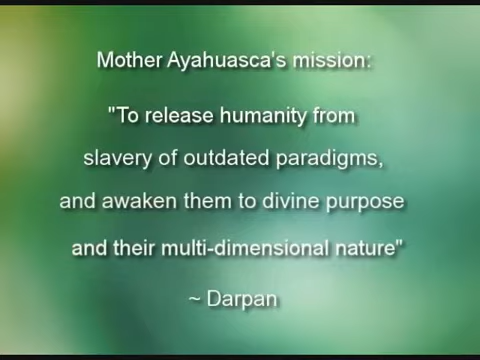 Mother Ayahuasca's mission:
"To release humanity from
slavery of outdated paradigms,
and awaken them to divine purpose
and their multi-dimensional nature"
~ Darpan